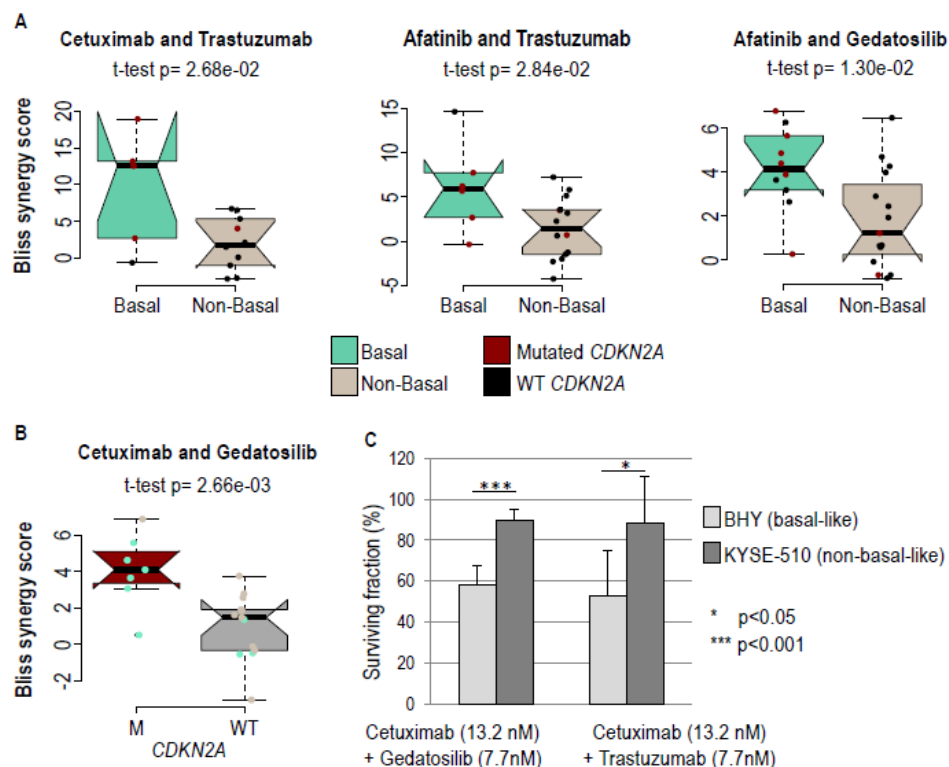 A
Cetuximab and Trastuzumab
t-test p= 2.68e-02
Afatinib and Trastuzumab
t-test p= 2.84e-02
Afatinib and Gedatosilib
t-test p= 1.30e-02
Bliss synergy score
20
15
10
5
0
Basal
Non-Basal
15
10
5
0
-5
Basal
Non-Basal
6
4
2
0
Basal
Non-Basal
Basal
Mutated CDKN2A
Non-Basal
WT CDKN2A
B
Cetuximab and Gedatosilib
t-test p= 2.66e-03
Bliss synergy score
6
4
2
0
-2
M
WT
CDKN2A
C
Surviving fraction (%)
120
100
80
60
40
20
0
***
*
Cetuximab (13.2 nM)
+ Gedatosilib (7.7nM)
Cetuximab (13.2 nM)
+ Trastuzumab (7.7nM)
BHY (basal-like)
KYSE-510 (non-basal-like)
* p<0.05
*** p<0.001